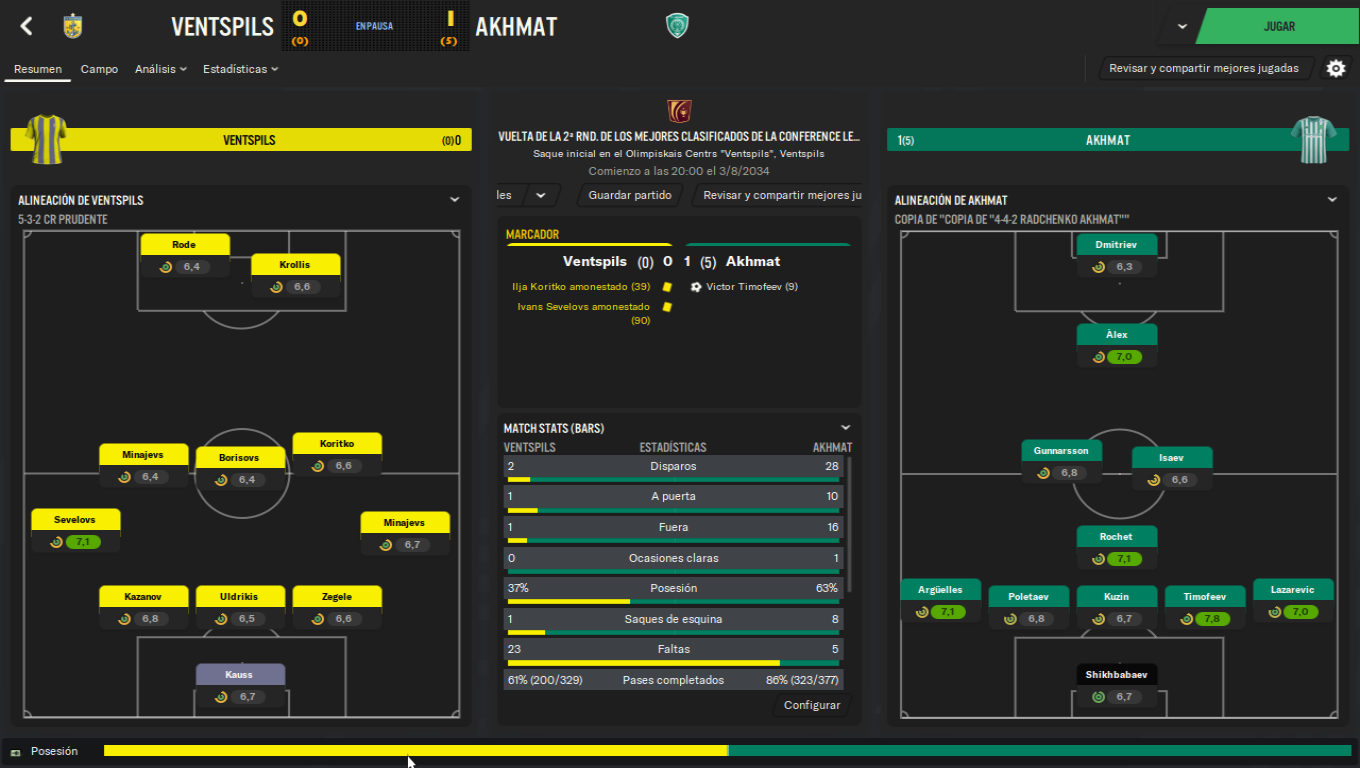 VENTSPILS
0
(0)
EN PAUSA
1
(5)
AKHMAT
JUGAR
Resumen
Campo
Análisis
Estadísticas
Revisar y compartir mejores jugadas
VENTSPILS
(0)0
ALINEACIÓN DE VENTSPILS
5-3-2 CR PRUDENTE
Rode
6,4
Krollis
6,6
Minajevs
6,4
Borisovs
6,4
Koritko
6,6
Sevelovs
7,1
Minajevs
6,7
Kazanov
6,8
Uldrikis
6,5
Zegele
6,6
Kauss
6,7
VUELTA DE LA 2ª RND. DE LOS MEJORES CLASIFICADOS DE LA CONFERENCE LE...
Saque inicial en el Olimpiskais Centrs "Ventspils", Ventspils
Comienzo a las 20:00 el 3/8/2034
les
Guardar partido
Revisar y compartir mejores ju
MARCADOR
Ventspils (0) 0 1 (5) Akhmat
Ilja Koritko amonestado (39)
Victor Timofeev (9)
Ivans Sevelovs amonestado
(90)
MATCH STATS (BARS)
VENTSPILS ESTADÍSTICAS AKHMAT
2 Disparos 28
1 A puerta 10
1 Fuera 16
0 Ocasiones claras 1
37% Posesión 63%
1 Saques de esquina 8
23 Faltas 5
61% (200/329) Pases completados 86% (323/377)
Configurar
1(5)
AKHMAT
ALINEACIÓN DE AKHMAT
COPIA DE "COPIA DE "4-4-2 RADCHENKO AKHMAT""
Dmitriev
6,3
Àlex
7,0
Gunnarsson
6,8
Isaev
6,6
Rochet
7,1
Argüelles
7,1
Poletaev
6,8
Kuzin
6,7
Timofeev
7,8
Lazarevic
7,0
Shikhbabaev
6,7
Posesión